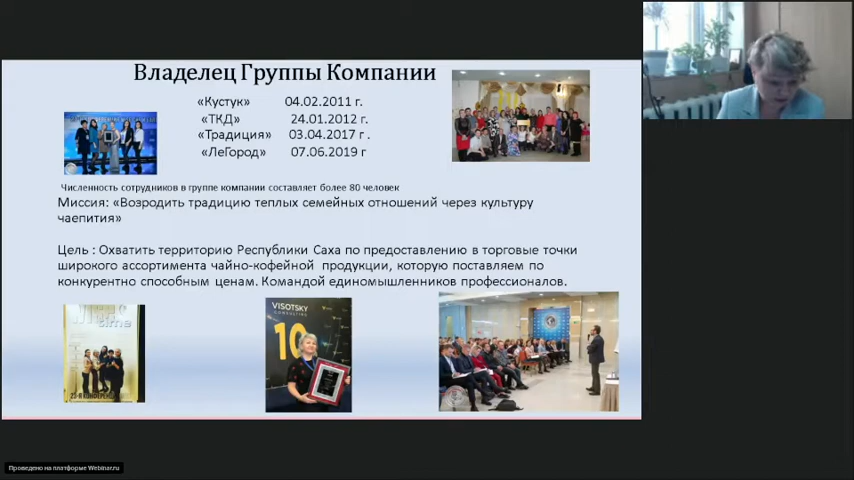 Владелец Группы Компании
«Кустук» 04.02.2011 г.
«ТКД» 24.01.2012 г.
«Традиция» 03.04.2017 г .
«ЛеГород» 07.06.2019 г
Численность сотрудников в группе компании составляет более 80 человек
Миссия: «Возродить традицию теплых семейных отношений через культуру
чаепития»
Цель : Охватить территорию Республики Саха по предоставлению в торговые точки
широкого ассортимента чайно-кофейной продукции, которую поставляем по
конкурентно способным ценам. Командой единомышленников профессионалов.
time
VISOTSKY
CONSULTING
10
Проведено на платформе Webinar.ru